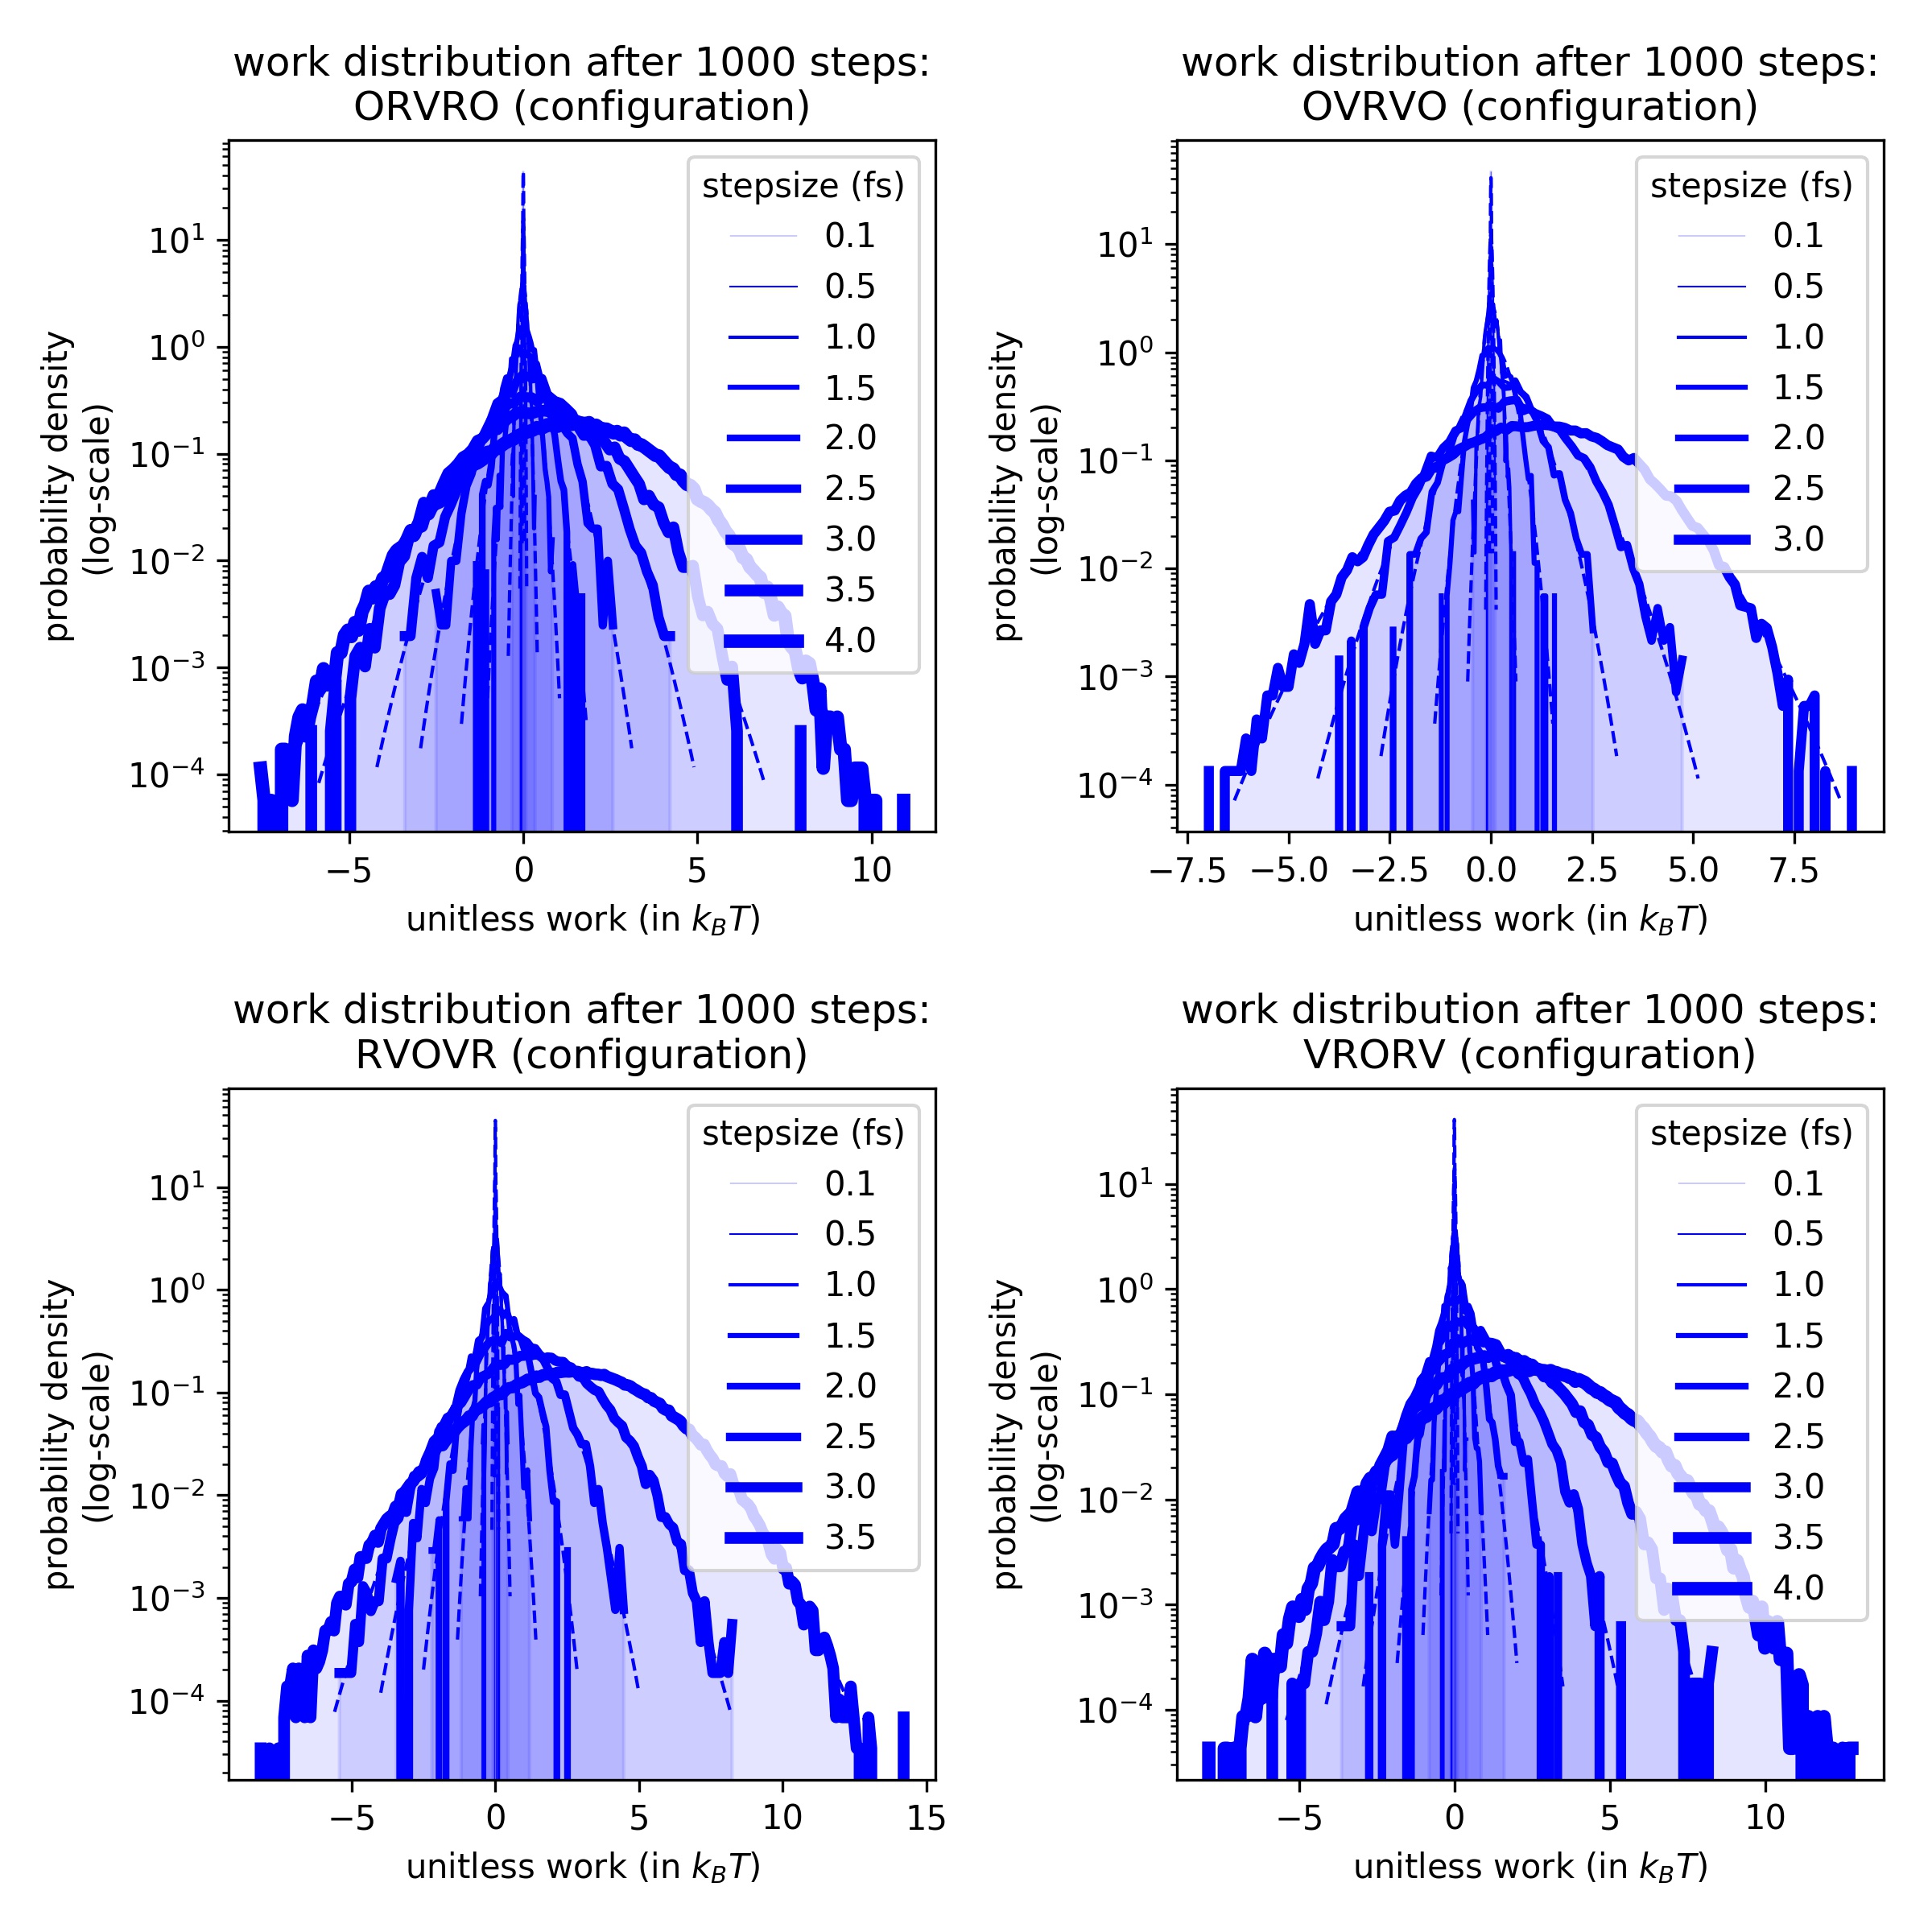 work distribution after 1000 steps:
ORVRO (configuration)
probability density
(log-scale)
10¹
10⁰
10⁻¹
10⁻²
10⁻³
10⁻⁴
stepsize (fs)
0.1
0.5
1.0
1.5
2.0
2.5
3.0
3.5
4.0
−5 0 5 10
unitless work (in k_BT)
work distribution after 1000 steps:
OVRVO (configuration)
probability density
(log-scale)
10¹
10⁰
10⁻¹
10⁻²
10⁻³
10⁻⁴
stepsize (fs)
0.1
0.5
1.0
1.5
2.0
2.5
3.0
−7.5 −5.0 −2.5 0.0 2.5 5.0 7.5
unitless work (in k_BT)
work distribution after 1000 steps:
RVOVR (configuration)
probability density
(log-scale)
10¹
10⁰
10⁻¹
10⁻²
10⁻³
10⁻⁴
stepsize (fs)
0.1
0.5
1.0
1.5
2.0
2.5
3.0
3.5
−5 0 5 10 15
unitless work (in k_BT)
work distribution after 1000 steps:
VRORV (configuration)
probability density
(log-scale)
10¹
10⁰
10⁻¹
10⁻²
10⁻³
10⁻⁴
stepsize (fs)
0.1
0.5
1.0
1.5
2.0
2.5
3.0
3.5
4.0
−5 0 5 10
unitless work (in k_BT)